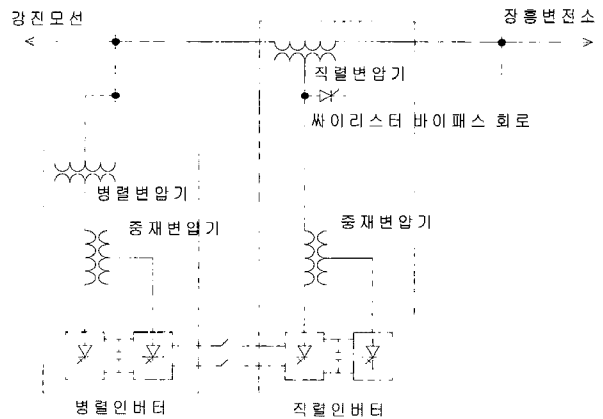 강진모선
장흥변전소
직렬변압기
싸이리스터 바이패스 회로
병렬변압기
중재변압기
중재변압기
병렬인버터
직렬인버터